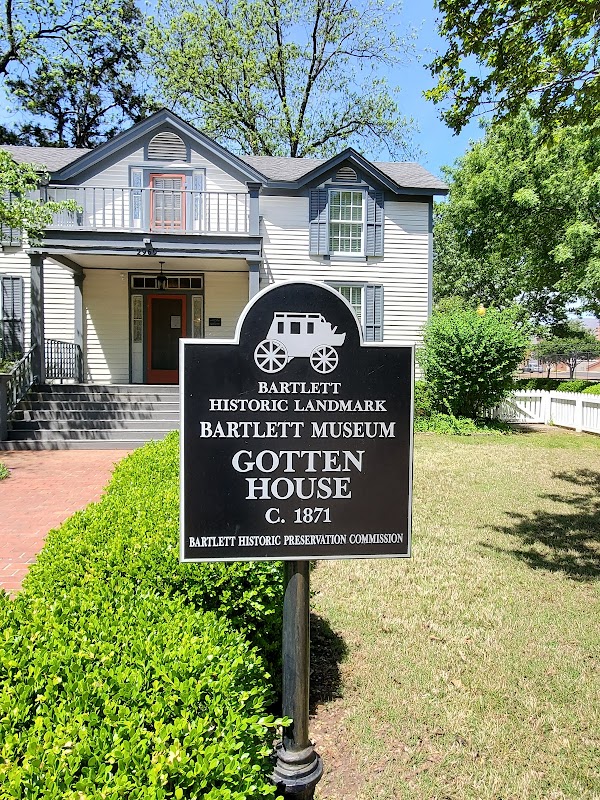 BARTLETT
HISTORIC LANDMARK
BARTLETT MUSEUM
GOTTEN
HOUSE
C. 1871
BARTLETT HISTORIC PRESERVATION COMMISSION